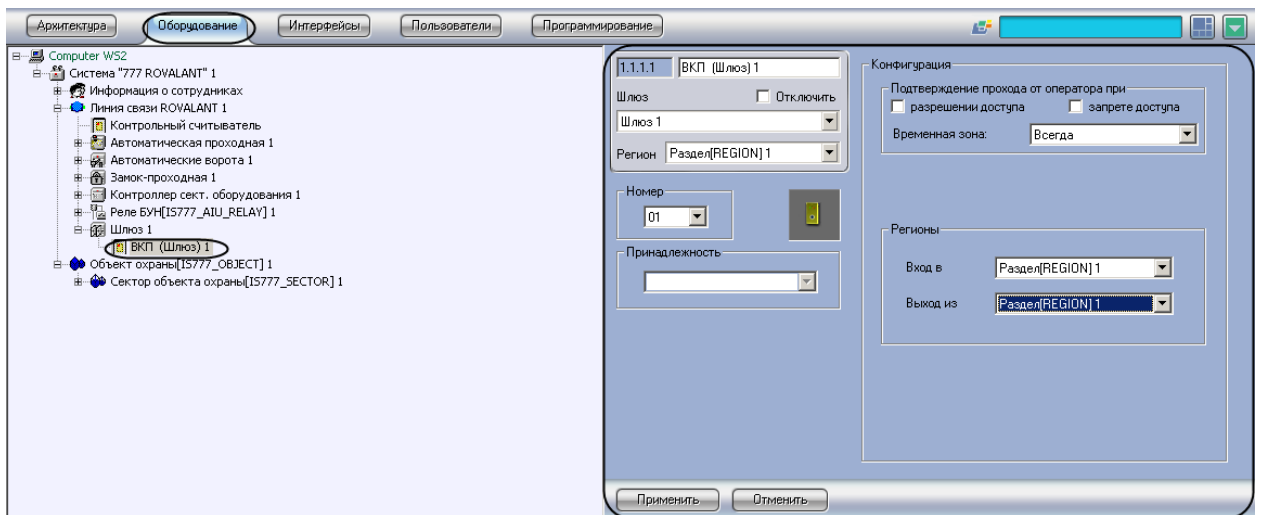 Архитектура Оборудование Интерфейсы Пользователи Программирование
Computer WS2
Система "777 ROVALANT" 1
Информация о сотрудниках
Линия связи ROVALANT 1
Контрольный считыватель
Автоматическая проходная 1
Автоматические ворота 1
Замок-проходная 1
Контроллер сект. оборудования 1
Реле БУН[IS777_AIU_RELAY] 1
Шлюз 1
ВКП (Шлюз) 1
Объект охраны[IS777_OBJECT] 1
Сектор объекта охраны[IS777_SECTOR] 1
1.1.1.1 ВКП (Шлюз) 1
Шлюз Отключить
Шлюз 1
Регион Раздел[REGION] 1
Номер
01
Принадлежность
Конфигурация
Подтверждение прохода от оператора при
разрешении доступа запрете доступа
Временная зона: Всегда
Регионы
Вход в Раздел[REGION] 1
Выход из Раздел[REGION] 1
Применить Отменить